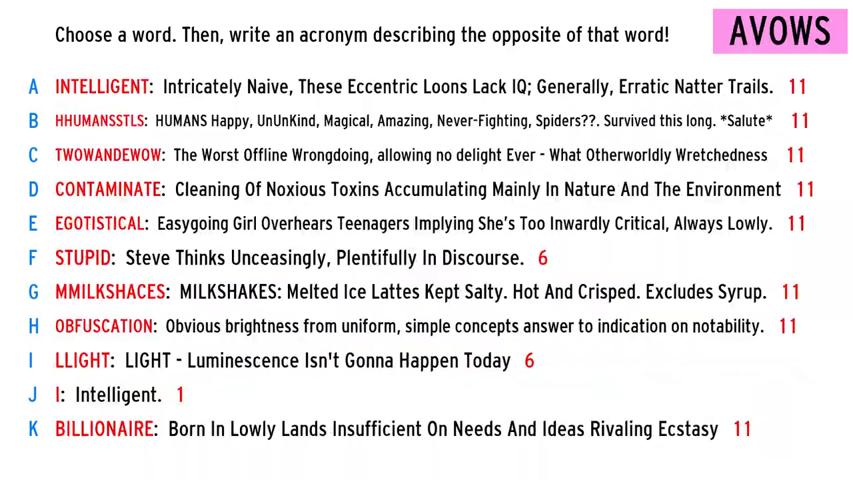 Choose a word. Then, write an acronym describing the opposite of that word!
AVOWS
A INTELLIGENT: Intricately Naive, These Eccentric Loons Lack IQ; Generally, Erratic Natter Trails. 11
B HHUMANSSTLS: HUMANS Happy, UnUnKind, Magical, Amazing, Never-Fighting, Spiders??. Survived this long. *Salute* 11
C TWOWANDEWOW: The Worst Offline Wrongdoing, allowing no delight Ever - What Otherworldly Wretchedness 11
D CONTAMINATE: Cleaning Of Noxious Toxins Accumulating Mainly In Nature And The Environment 11
E EGOTISTICAL: Easygoing Girl Overhears Teenagers Implying She's Too Inwardly Critical, Always Lowly. 11
F STUPID: Steve Thinks Unceasingly, Plentifully In Discourse. 6
G MMILKSHACES: MILKSHAKES: Melted Ice Lattes Kept Salty. Hot And Crisped. Excludes Syrup. 11
H OBFUSCATION: Obvious brightness from uniform, simple concepts answer to indication on notability. 11
I LLIGHT: LIGHT - Luminescence Isn't Gonna Happen Today 6
J I: Intelligent. 1
K BILLIONAIRE: Born In Lowly Lands Insufficient On Needs And Ideas Rivaling Ecstasy 11